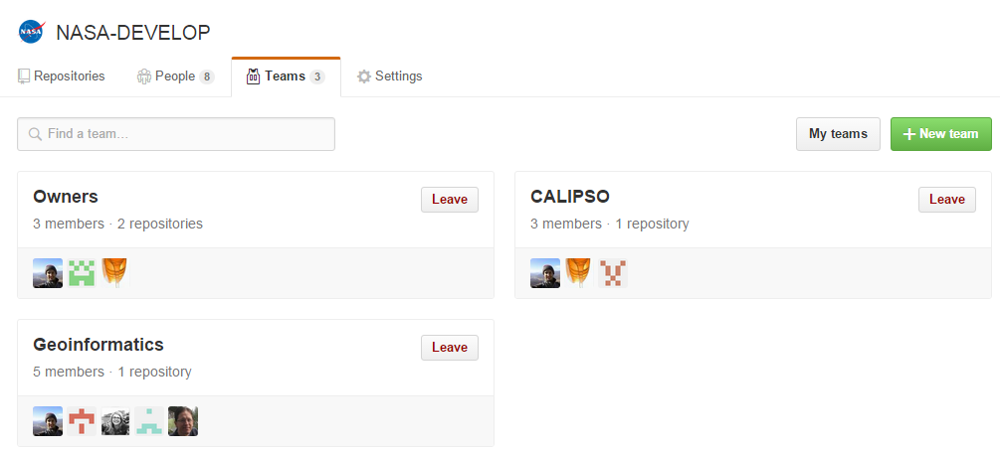 NASA NASA-DEVELOP
Repositories People 8 Teams 3 Settings
Find a team... My teams + New team
Owners Leave
3 members · 2 repositories
CALIPSO Leave
3 members · 1 repository
Geoinformatics Leave
5 members · 1 repository